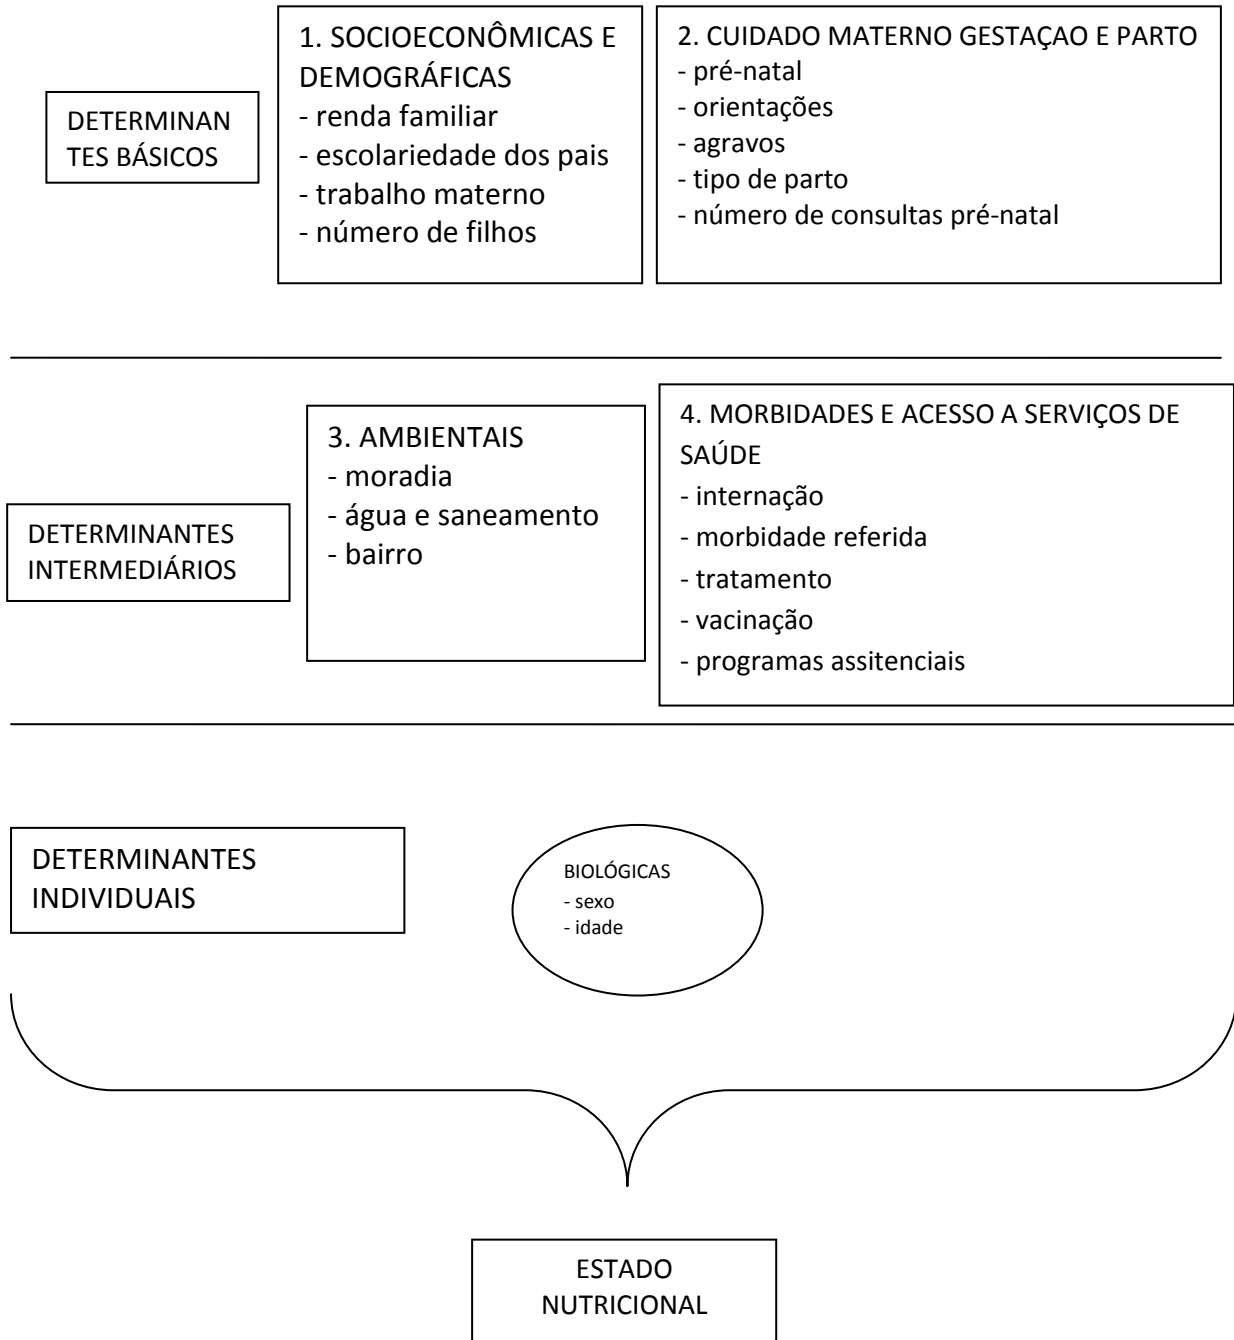 DETERMINAN
TES BÁSICOS
1. SOCIOECONÔMICAS E
DEMOGRÁFICAS
- renda familiar
- escolariedade dos pais
- trabalho materno
- número de filhos
2. CUIDADO MATERNO GESTAÇAO E PARTO
- pré-natal
- orientações
- agravos
- tipo de parto
- número de consultas pré-natal
DETERMINANTES
INTERMEDIÁRIOS
3. AMBIENTAIS
- moradia
- água e saneamento
- bairro
4. MORBIDADES E ACESSO A SERVIÇOS DE
SAÚDE
- internação
- morbidade referida
- tratamento
- vacinação
- programas assitenciais
DETERMINANTES
INDIVIDUAIS
BIOLÓGICAS
- sexo
- idade
ESTADO
NUTRICIONAL